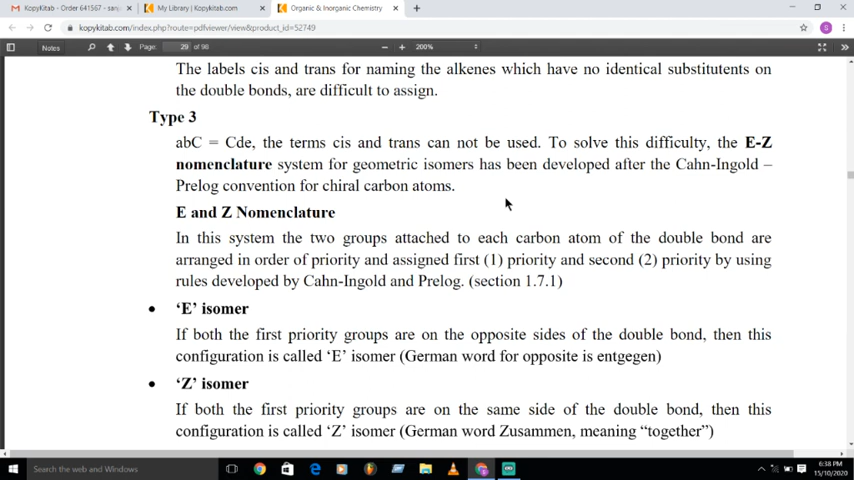 KopyKitab - Order 641567 - sanj
My Library | Kopykitab.com
Organic & Inorganic Chemistry
kopykitab.com/index.php?route=pdfviewer/view&product_id=52749
Notes
Page: 29 of 98
200%
The labels cis and trans for naming the alkenes which have no identical substitutents on
the double bonds, are difficult to assign.
Type 3
abC = Cde, the terms cis and trans can not be used. To solve this difficulty, the E-Z
nomenclature system for geometric isomers has been developed after the Cahn-Ingold –
Prelog convention for chiral carbon atoms.
E and Z Nomenclature
In this system the two groups attached to each carbon atom of the double bond are
arranged in order of priority and assigned first (1) priority and second (2) priority by using
rules developed by Cahn-Ingold and Prelog. (section 1.7.1)
• ‘E’ isomer
If both the first priority groups are on the opposite sides of the double bond, then this
configuration is called ‘E’ isomer (German word for opposite is entgegen)
• ‘Z’ isomer
If both the first priority groups are on the same side of the double bond, then this
configuration is called ‘Z’ isomer (German word Zusammen, meaning “together”)
Search the web and Windows
6:38 PM
15/10/2020